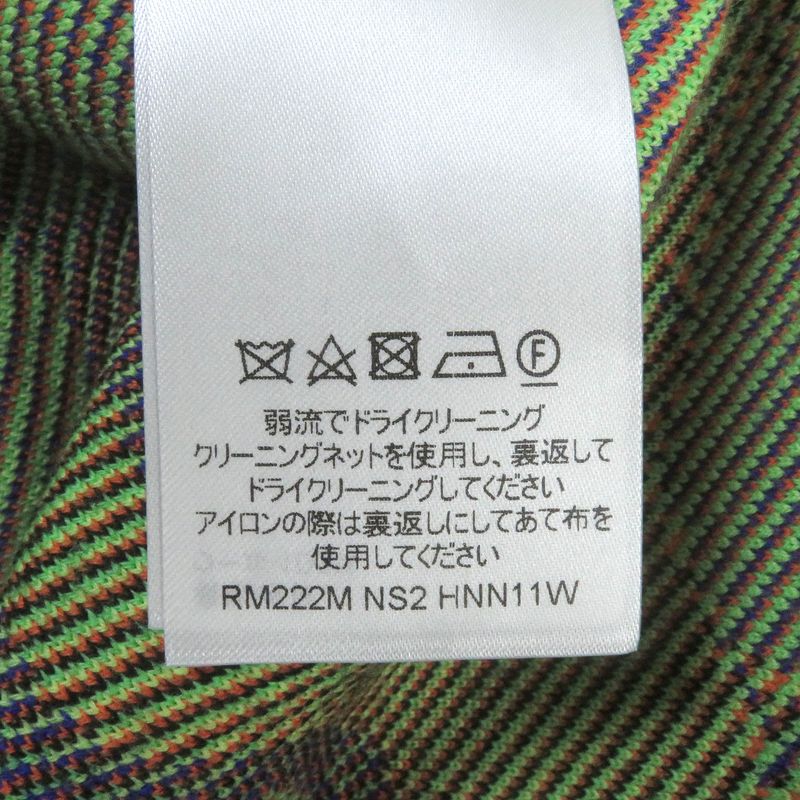 F
弱流でドライクリーニング
クリーニングネットを使用し、裏返して
ドライクリーニングしてください
アイロンの際は裏返しにしてあて布を
使用してください
RM222M NS2 HNN11W